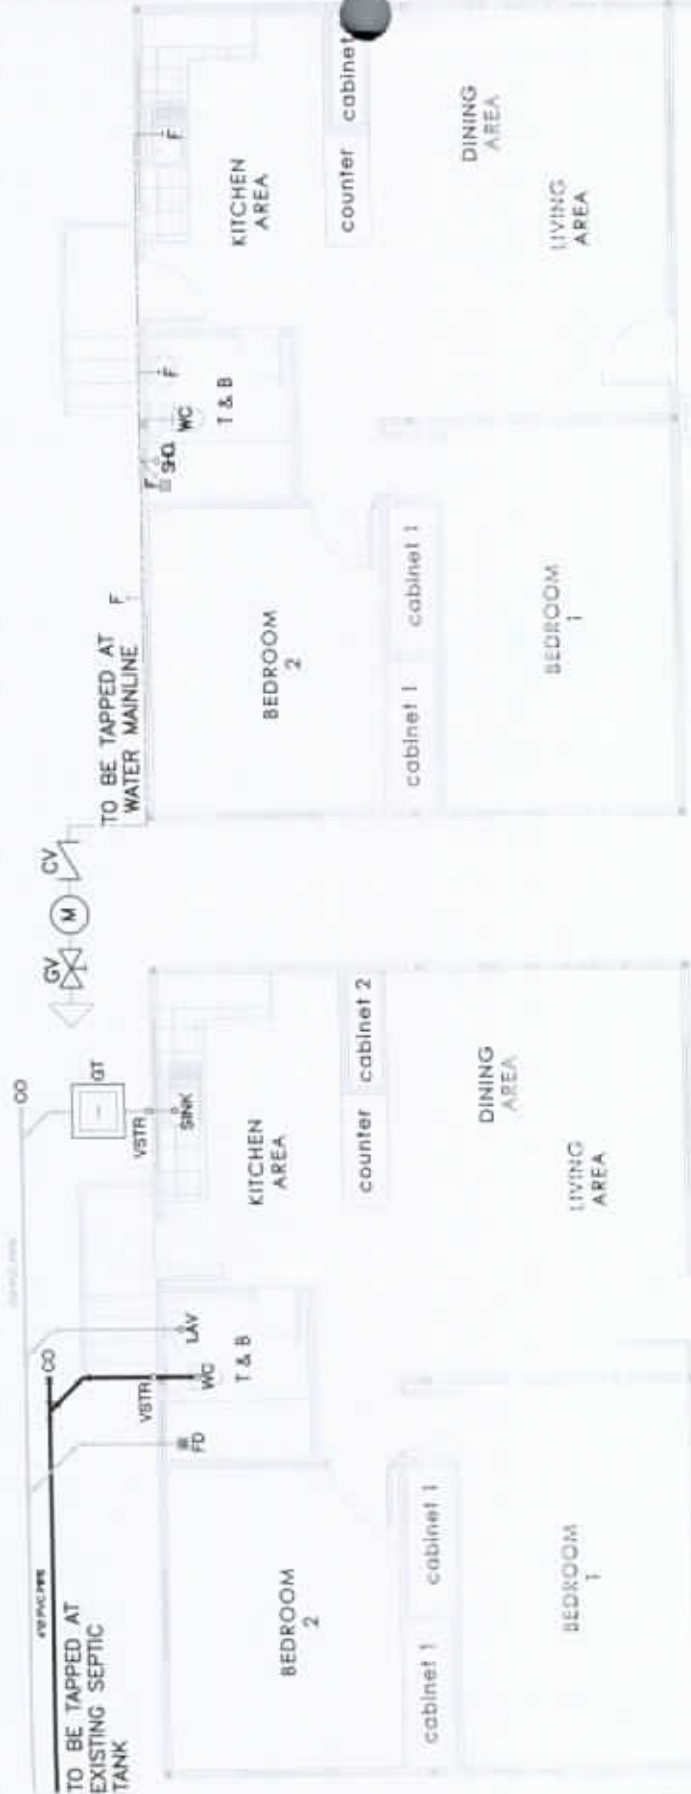 CO
GT
VSTR
SINK
CO
VSTR
LAV
WC
FD
T & B
TO BE TAPPED AT
EXISTING SEPTIC
TANK
KITCHEN
AREA
counter
cabinet 2
DINING
AREA
LIVING
AREA
BEDROOM
2
cabinet 1
cabinet 1
BEDROOM
1
GV
M
CV
TO BE TAPPED AT
WATER MAINLINE
F
F
WC
F
T & B
F
KITCHEN
AREA
counter
cabinet
DINING
AREA
LIVING
AREA
BEDROOM
2
cabinet 1
cabinet 1
BEDROOM
1